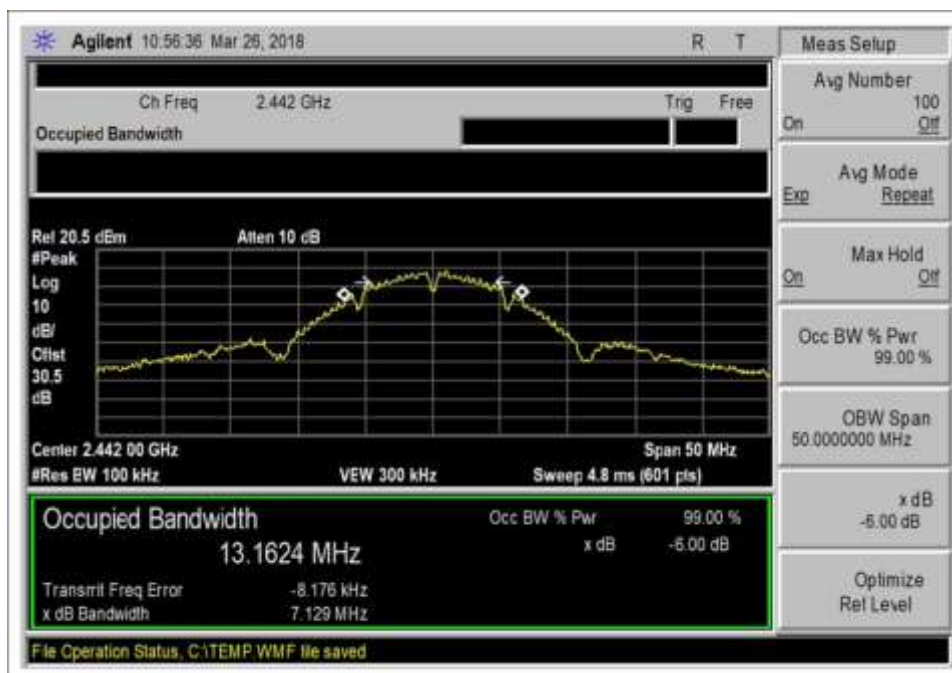 Agilent 10:56:36 Mar 26, 2018 R T
Ch Freq 2.442 GHz Trig Free
Occupied Bandwidth
Ref 20.5 dBm Atten 10 dB
#Peak
Log
10
dB/
Offst
30.5
dB
Center 2.442 00 GHz Span 50 MHz
#Res BW 100 kHz VBW 300 kHz Sweep 4.8 ms (601 pts)
Occupied Bandwidth Occ BW % Pwr 99.00 %
13.1624 MHz x dB -6.00 dB
Transmit Freq Error -8.176 kHz
x dB Bandwidth 7.129 MHz
File Operation Status, C:\TEMP.WMF file saved
Meas Setup
Avg Number
100
On Off
Avg Mode
Exp Repeat
Max Hold
On Off
Occ BW % Pwr
99.00 %
OBW Span
50.0000000 MHz
x dB
-6.00 dB
Optimize
Ref Level